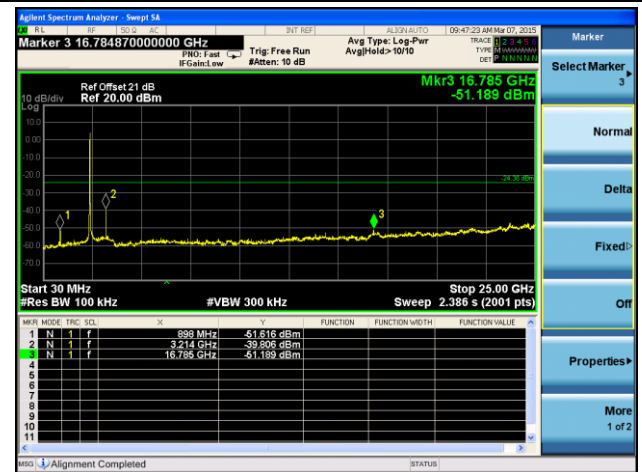 Agilent Spectrum Analyzer - Swept SA
RL RF 50 Ω AC INT REF ALIGN AUTO 09:47:23 AM Mar 07, 2015
Marker 3 16.784870000000 GHz
PNO: Fast
IFGain:Low
Trig: Free Run
#Atten: 10 dB
Avg Type: Log-Pwr
Avg|Hold:>10/10
TRACE 1 2 3 4 5 6
TYPE M
DET P N N N N N
Ref Offset 21 dB
Ref 20.00 dBm
10 dB/div
Log
Mkr3 16.785 GHz
-51.189 dBm
10.0
0.00
-10.0
-20.0
-30.0
-40.0
-50.0
-60.0
-70.0
-24.38 dBm
1
2
3
Start 30 MHz
#Res BW 100 kHz
#VBW 300 kHz
Stop 25.00 GHz
Sweep 2.386 s (2001 pts)
MKR MODE TRC SCL X Y FUNCTION FUNCTION WIDTH FUNCTION VALUE
1 N 1 f 898 MHz -51.616 dBm
2 N 1 f 3.214 GHz -39.806 dBm
3 N 1 f 16.785 GHz -51.189 dBm
4
5
6
7
8
9
10
11
MSG Alignment Completed STATUS
Marker
Select Marker
3
Normal
Delta
Fixed
Off
Properties
More
1 of 2